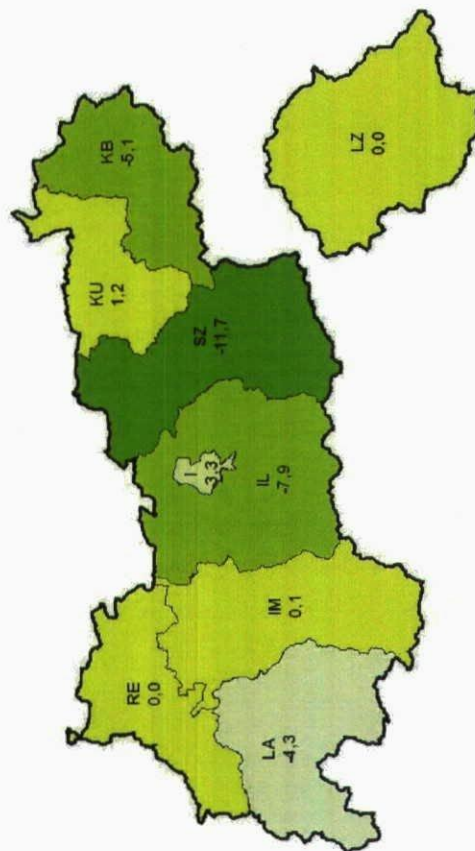 RE
0,0
LA
-4,3
IM
0,1
I
3,3
IL
-7,9
SZ
-11,7
KU
1,2
KB
-5,1
LZ
0,0